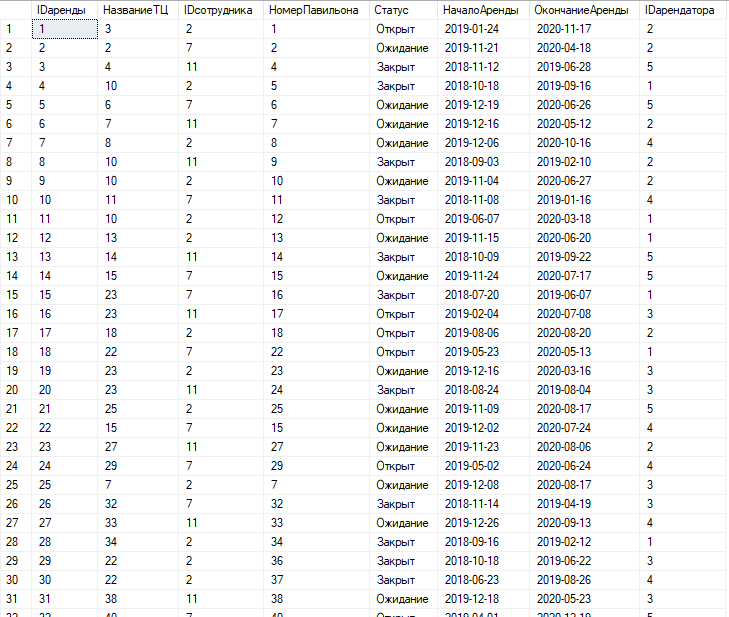 IDаренды НазваниеТЦ IDсотрудника НомерПавильона Статус НачалоАренды ОкончаниеАренды IDарендатора
1 1 3 2 1 Открыт 2019-01-24 2020-11-17 2
2 2 2 7 2 Ожидание 2019-11-21 2020-04-18 2
3 3 4 11 4 Закрыт 2018-11-12 2019-06-28 5
4 4 10 2 5 Закрыт 2018-10-18 2019-09-16 1
5 5 6 7 6 Ожидание 2019-12-19 2020-06-26 5
6 6 7 11 7 Ожидание 2019-12-16 2020-05-12 2
7 7 8 2 8 Ожидание 2019-12-06 2020-10-16 4
8 8 10 11 9 Закрыт 2018-09-03 2019-02-10 2
9 9 10 2 10 Ожидание 2019-11-04 2020-06-27 2
10 10 11 7 11 Закрыт 2018-11-08 2019-01-16 4
11 11 10 2 12 Открыт 2019-06-07 2020-03-18 1
12 12 13 2 13 Ожидание 2019-11-15 2020-06-20 1
13 13 14 11 14 Закрыт 2018-10-09 2019-09-22 5
14 14 15 7 15 Ожидание 2019-11-24 2020-07-17 5
15 15 23 7 16 Закрыт 2018-07-20 2019-06-07 1
16 16 23 11 17 Открыт 2019-02-04 2020-07-08 3
17 17 18 2 18 Открыт 2019-08-06 2020-08-20 2
18 18 22 7 22 Открыт 2019-05-23 2020-05-13 1
19 19 23 2 23 Ожидание 2019-12-16 2020-03-16 3
20 20 23 11 24 Закрыт 2018-08-24 2019-08-04 3
21 21 25 2 25 Ожидание 2019-11-09 2020-08-17 5
22 22 15 7 15 Ожидание 2019-12-02 2020-07-24 4
23 23 27 11 27 Ожидание 2019-11-23 2020-08-06 2
24 24 29 7 29 Открыт 2019-05-02 2020-06-24 4
25 25 7 2 7 Ожидание 2019-12-08 2020-08-17 3
26 26 32 7 32 Закрыт 2018-11-14 2019-04-19 3
27 27 33 11 33 Ожидание 2019-12-26 2020-09-13 4
28 28 34 2 34 Закрыт 2018-09-16 2019-02-12 1
29 29 22 2 36 Закрыт 2018-10-18 2019-06-22 3
30 30 22 2 37 Закрыт 2018-06-23 2019-08-26 4
31 31 38 11 38 Ожидание 2019-12-18 2020-05-23 3